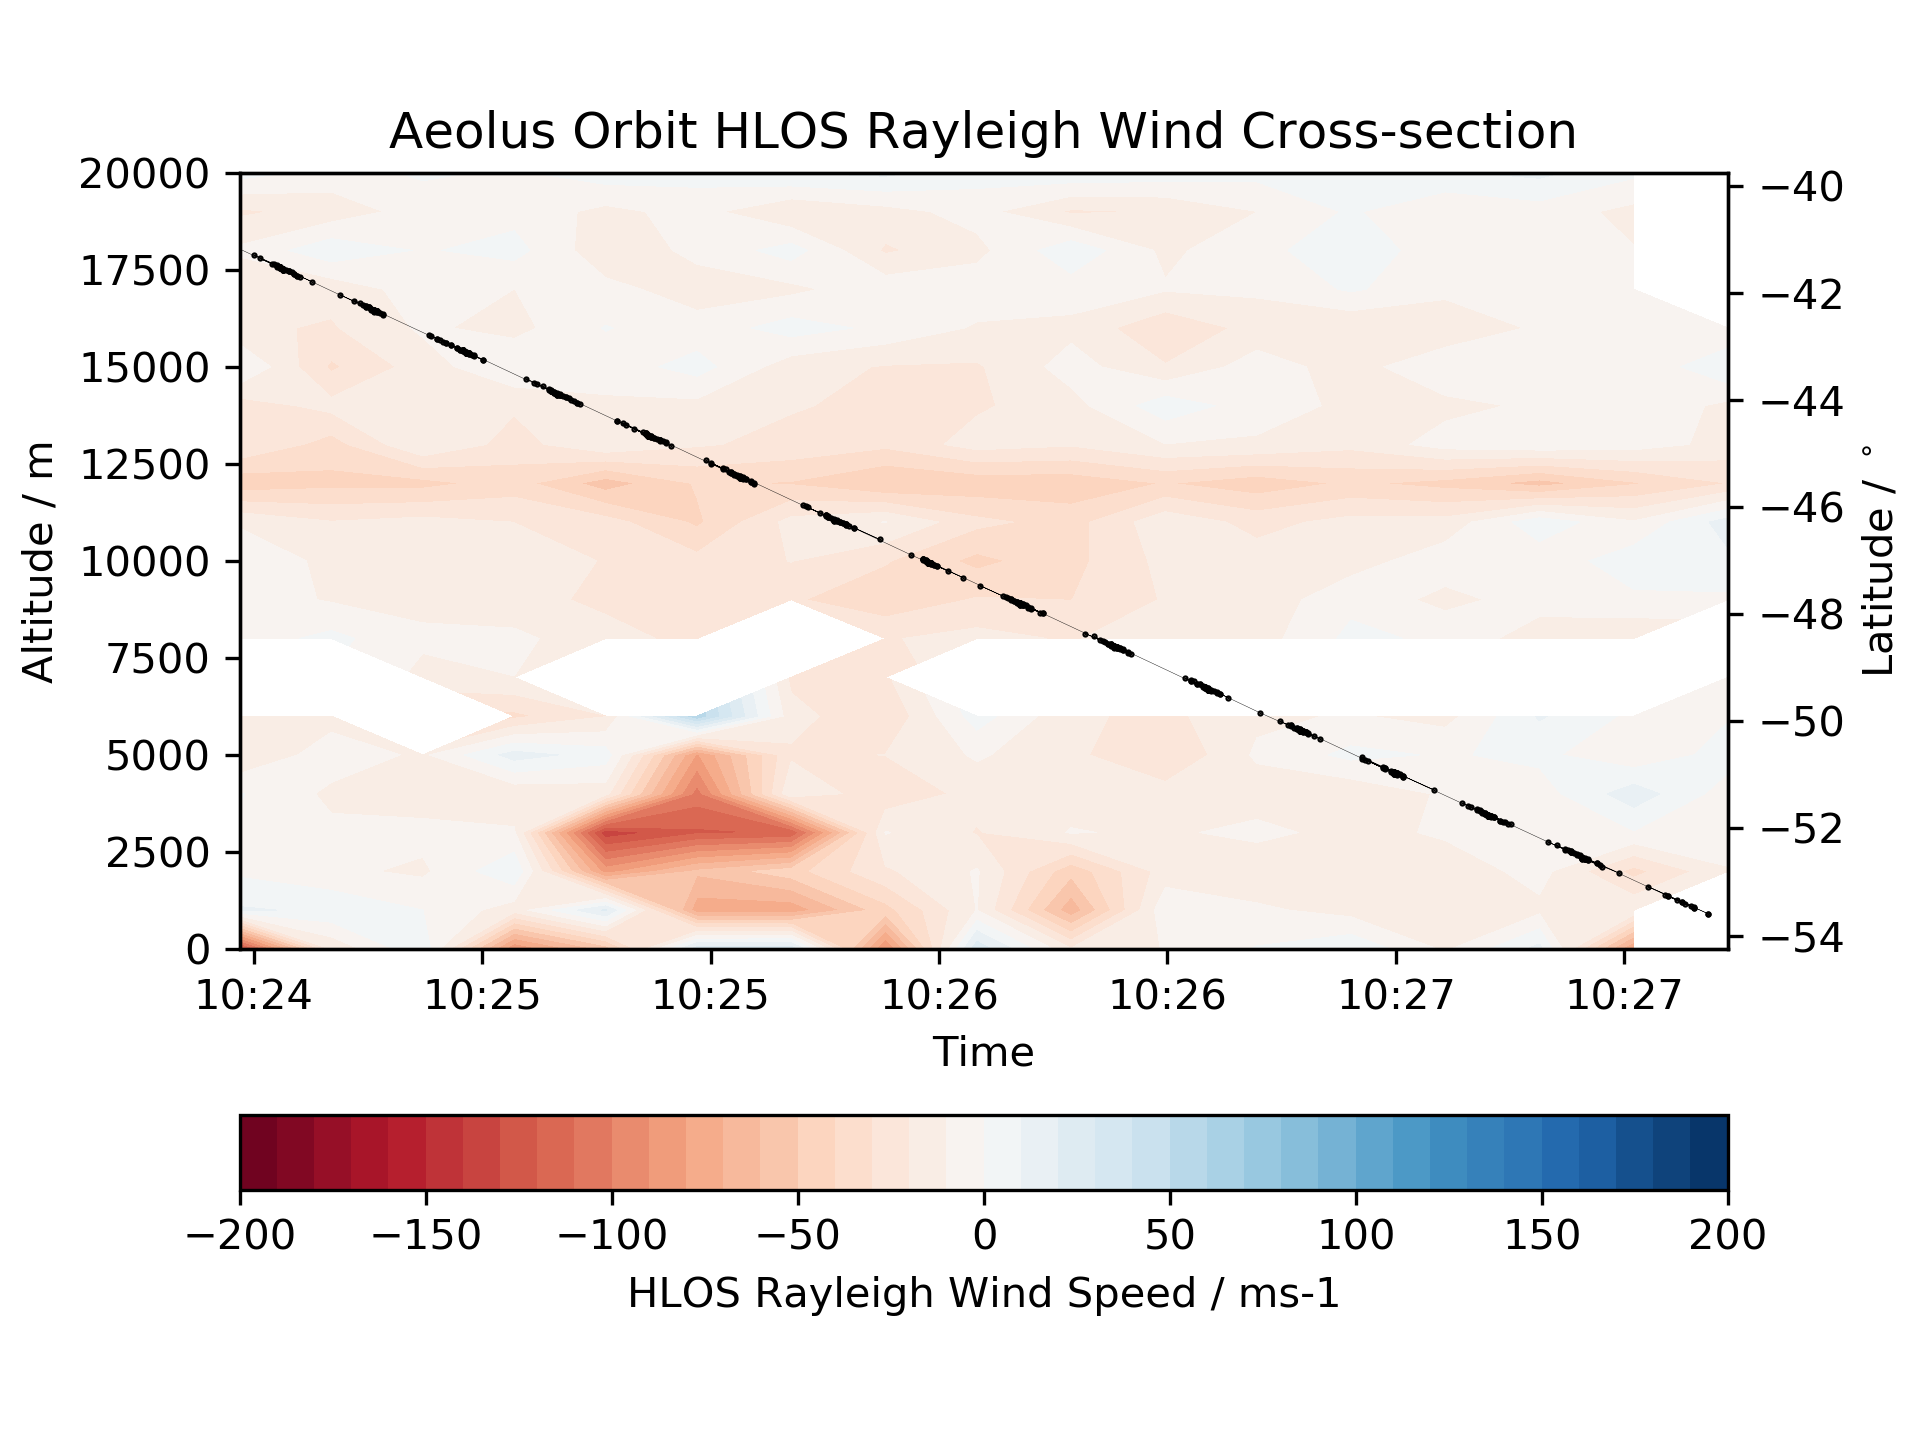 Aeolus Orbit HLOS Rayleigh Wind Cross-section
20000
17500
15000
12500
10000
7500
5000
2500
0
Altitude / m
−40
−42
−44
−46
−48
−50
−52
−54
Latitude / °
10:24 10:25 10:25 10:26 10:26 10:27 10:27
Time
−200 −150 −100 −50 0 50 100 150 200
HLOS Rayleigh Wind Speed / ms-1